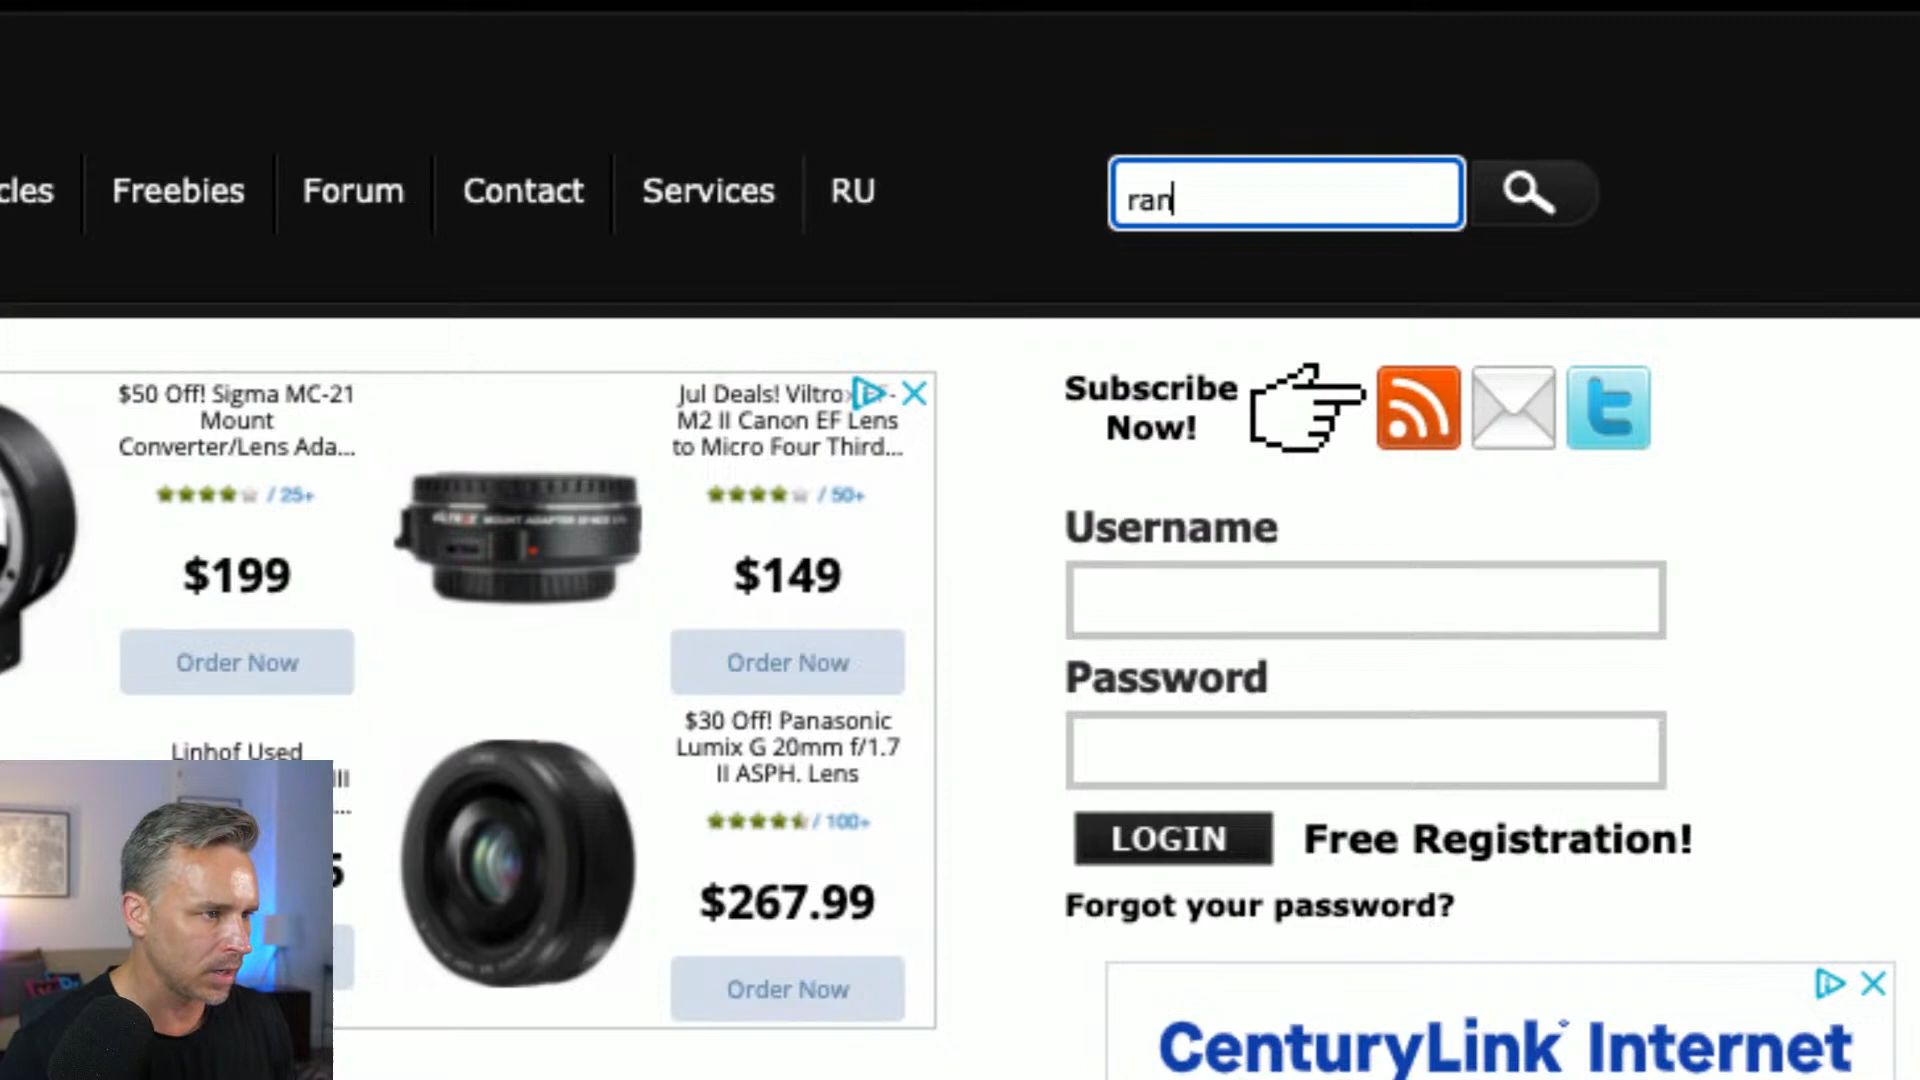 cles Freebies Forum Contact Services RU ran
Subscribe
Now!
$50 Off! Sigma MC-21
Mount
Converter/Lens Ada...
/ 25+
$199
Order Now
Jul Deals! Viltrox
M2 II Canon EF Lens
to Micro Four Third...
/ 50+
$149
Order Now
Linhof Used
III
...
5
$30 Off! Panasonic
Lumix G 20mm f/1.7
II ASPH. Lens
/ 100+
$267.99
Order Now
Username
Password
LOGIN Free Registration!
Forgot your password?
CenturyLink Internet